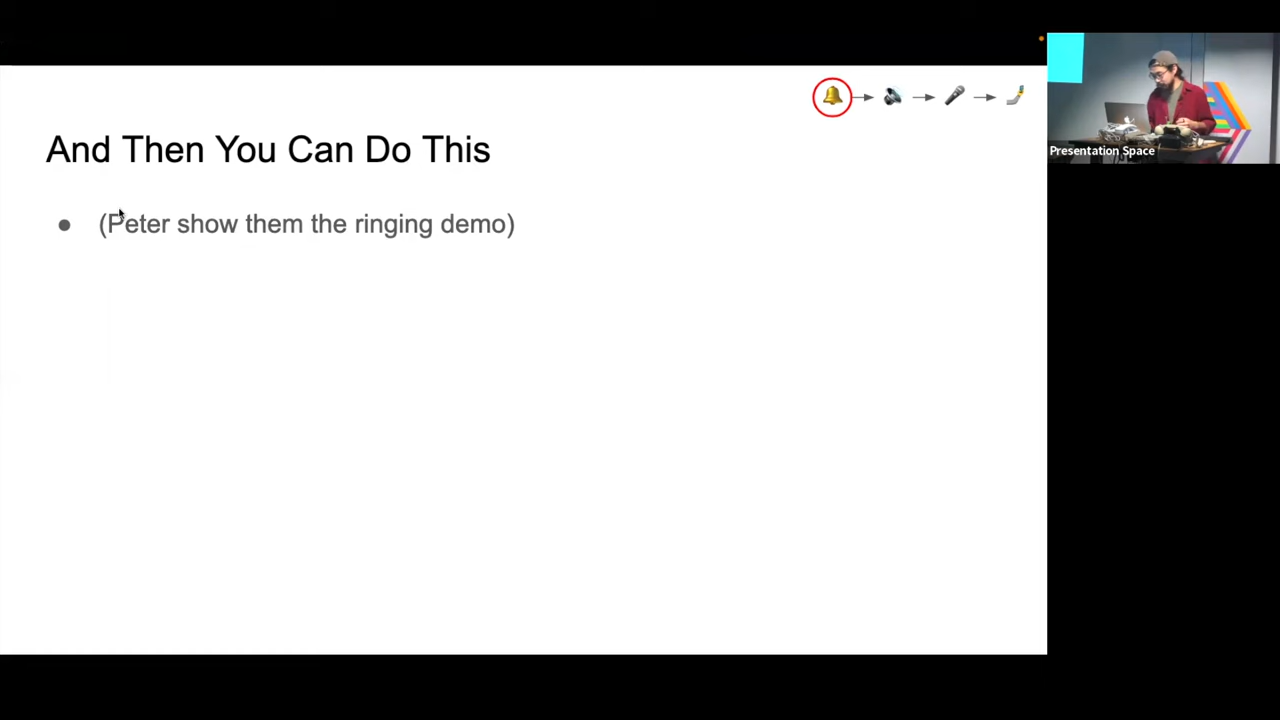 And Then You Can Do This
● (Peter show them the ringing demo)
Presentation Space